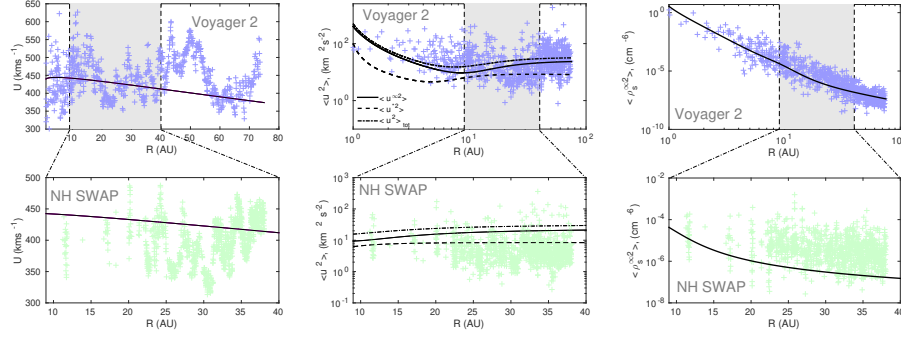 Voyager 2
U (kms⁻¹)
600
550
500
450
400
350
300
10 20 30 40 50 60 70 80
R (AU)
Voyager 2
<u²>, (km² s⁻²)
10²
10⁰
<u^∞2>
<u^*2>
<u²>_tot
10⁰ 10¹ 10²
R (AU)
Voyager 2
<ρ_s^∞2>, (cm⁻⁶)
10⁻⁵
10⁻¹⁰
10⁰ 10¹
R (AU)
NH SWAP
U (kms⁻¹)
500
450
400
350
300
10 15 20 25 30 35 40
R (AU)
NH SWAP
<u²>, (km² s⁻²)
10³
10²
10¹
10⁰
10⁻¹
10 15 20 25 30 35 40
R (AU)
NH SWAP
<ρ_s^∞2>, (cm⁻⁶)
10⁻²
10⁻⁴
10⁻⁶
10⁻⁸
10 15 20 25 30 35 40
R (AU)